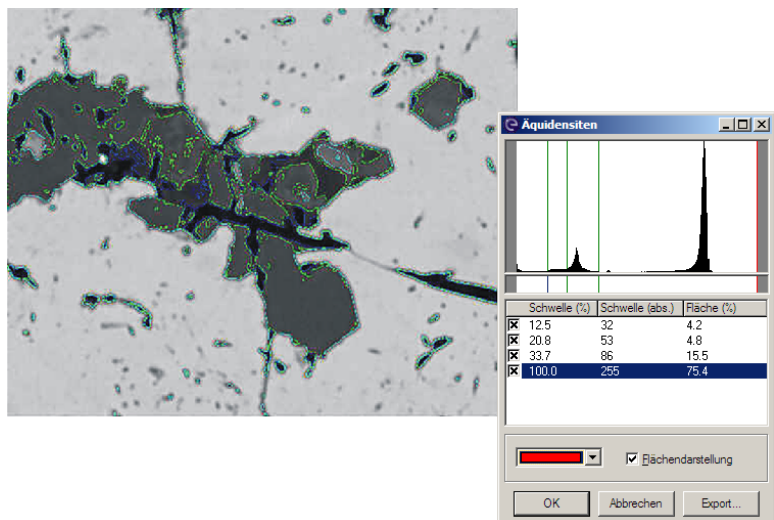 Äquidensiten
Schwelle (%) Schwelle (abs.) Fläche (%)
12.5 32 4.2
20.8 53 4.8
33.7 86 15.5
100.0 255 75.4
Flächendarstellung
OK Abbrechen Export...